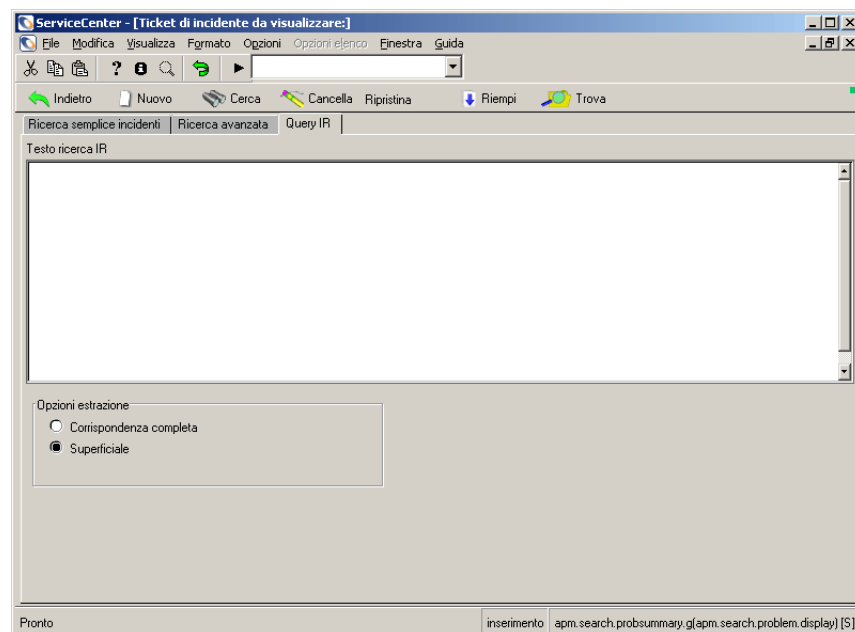 ServiceCenter - [Ticket di incidente da visualizzare:]
File Modifica Visualizza Formato Opzioni Opzioni elenco Finestra Guida
Indietro Nuovo Cerca Cancella Ripristina Riempi Trova
Ricerca semplice incidenti Ricerca avanzata Query IR
Testo ricerca IR
Opzioni estrazione
Corrispondenza completa
Superficiale
Pronto inserimento apm.search.probsummary.g(apm.search.problem.display) [S]